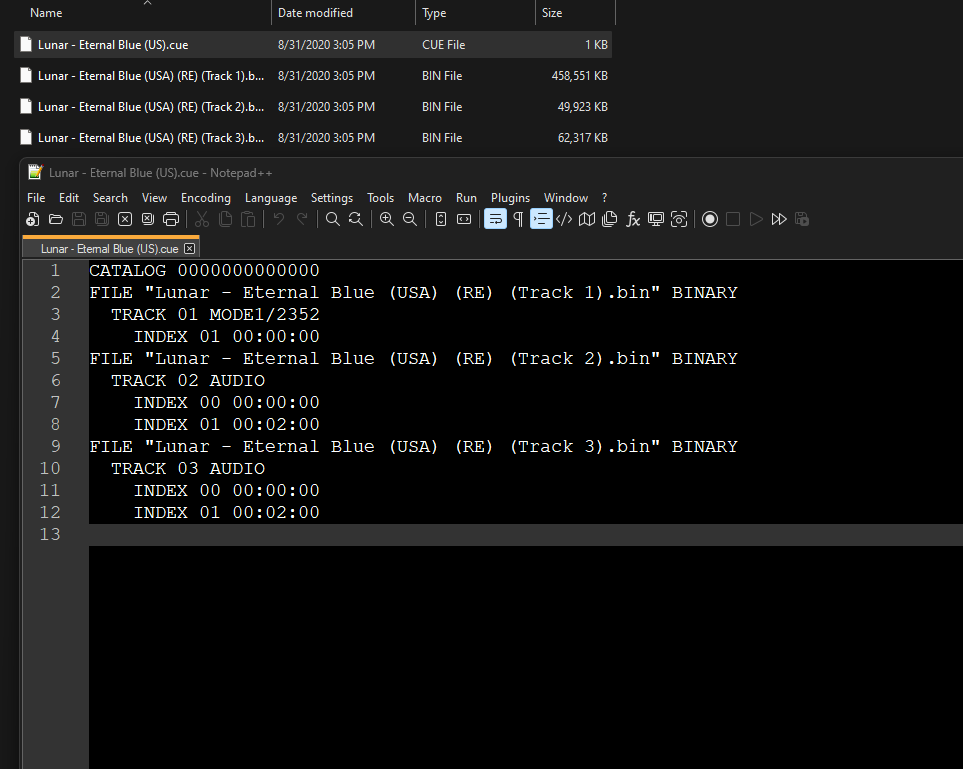 Name Date modified Type Size
Lunar - Eternal Blue (US).cue 8/31/2020 3:05 PM CUE File 1 KB
Lunar - Eternal Blue (USA) (RE) (Track 1).b... 8/31/2020 3:05 PM BIN File 458,551 KB
Lunar - Eternal Blue (USA) (RE) (Track 2).b... 8/31/2020 3:05 PM BIN File 49,923 KB
Lunar - Eternal Blue (USA) (RE) (Track 3).b... 8/31/2020 3:05 PM BIN File 62,317 KB
Lunar - Eternal Blue (US).cue - Notepad++
File Edit Search View Encoding Language Settings Tools Macro Run Plugins Window ?
Lunar - Eternal Blue (US).cue
1 CATALOG 0000000000000
2 FILE "Lunar - Eternal Blue (USA) (RE) (Track 1).bin" BINARY
3 TRACK 01 MODE1/2352
4 INDEX 01 00:00:00
5 FILE "Lunar - Eternal Blue (USA) (RE) (Track 2).bin" BINARY
6 TRACK 02 AUDIO
7 INDEX 00 00:00:00
8 INDEX 01 00:02:00
9 FILE "Lunar - Eternal Blue (USA) (RE) (Track 3).bin" BINARY
10 TRACK 03 AUDIO
11 INDEX 00 00:00:00
12 INDEX 01 00:02:00
13